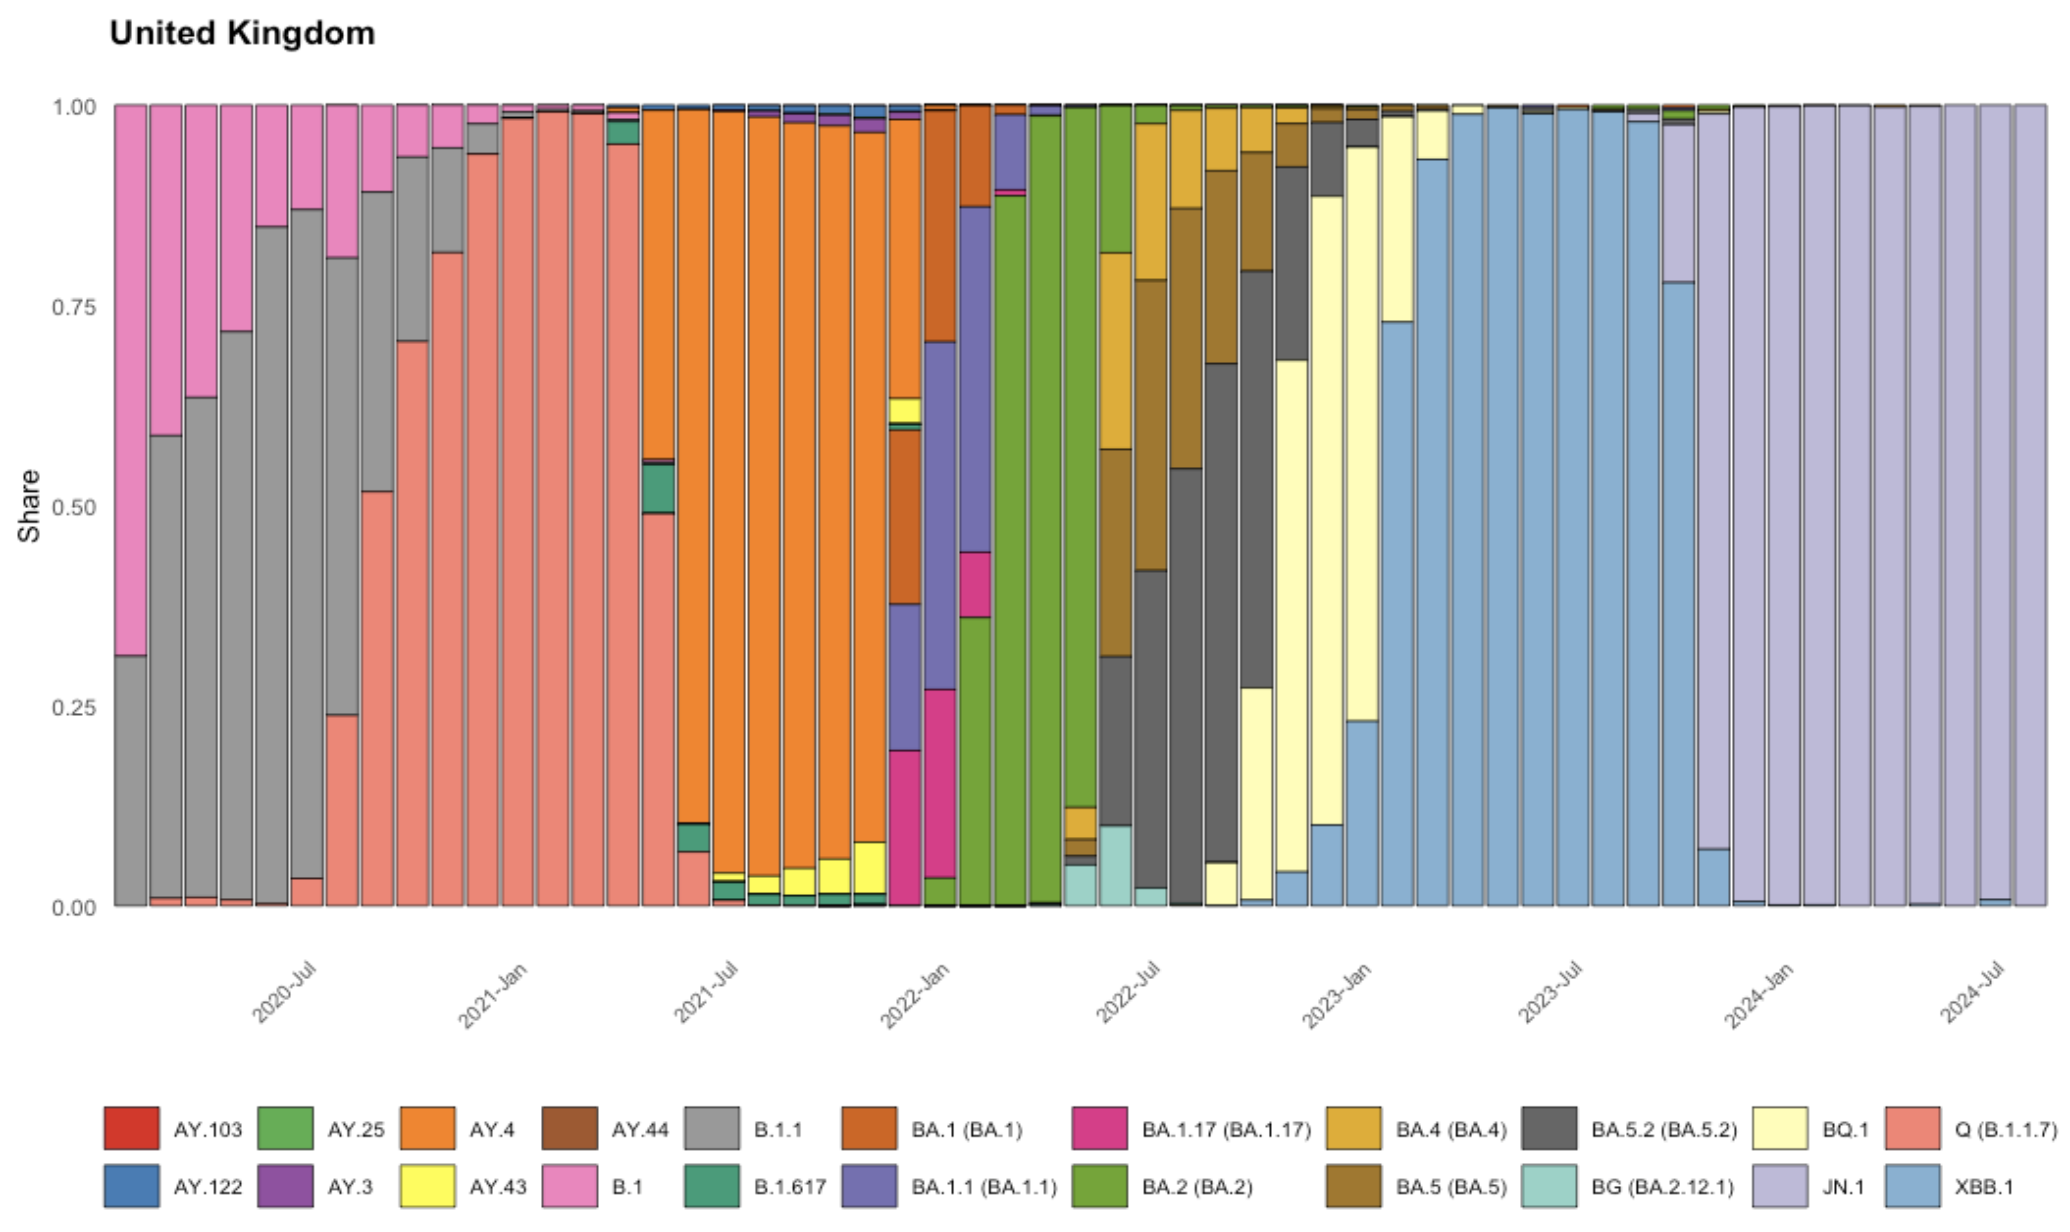 United Kingdom
1.00
0.75
0.50
0.25
0.00
Share
2020-Jul
2021-Jan
2021-Jul
2022-Jan
2022-Jul
2023-Jan
2023-Jul
2024-Jan
2024-Jul
AY.103 AY.25 AY.4 AY.44 B.1.1 BA.1 (BA.1) BA.1.17 (BA.1.17) BA.4 (BA.4) BA.5.2 (BA.5.2) BQ.1 Q (B.1.1.7)
AY.122 AY.3 AY.43 B.1 B.1.617 BA.1.1 (BA.1.1) BA.2 (BA.2) BA.5 (BA.5) BG (BA.2.12.1) JN.1 XBB.1